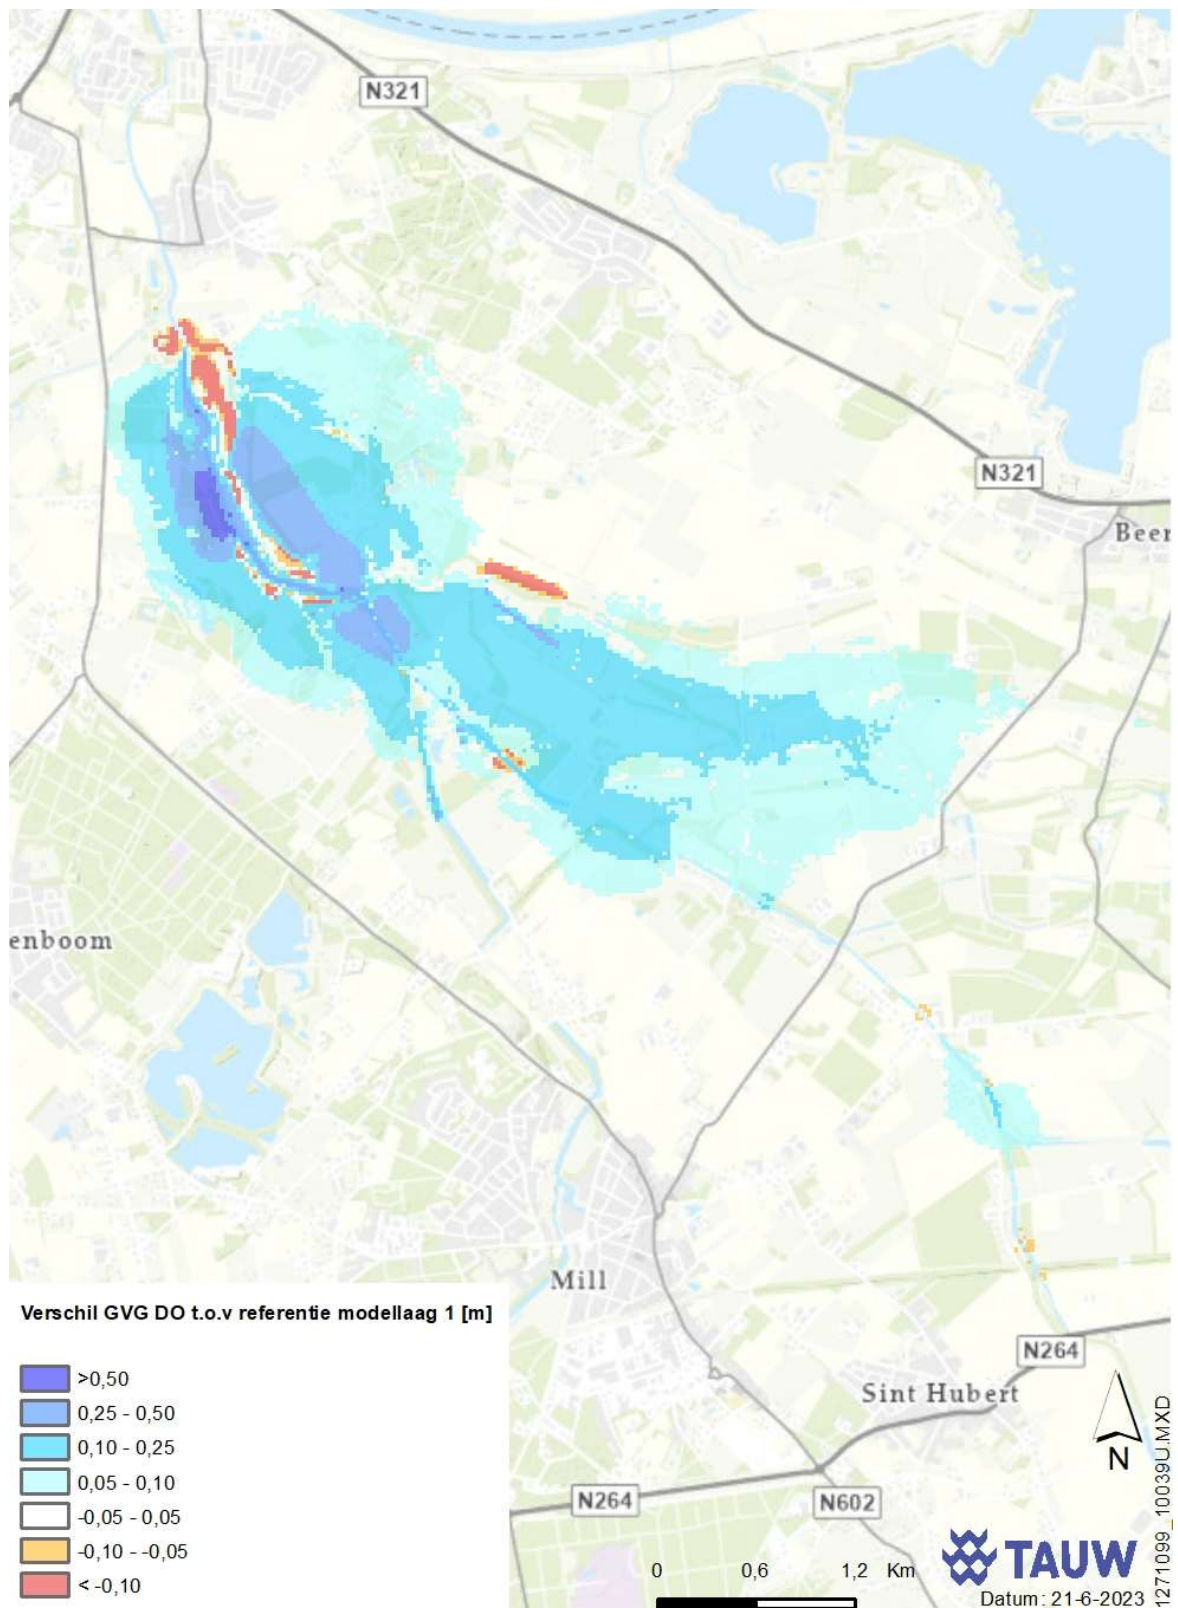 N321
N321
Beer
enboom
Mill
Verschil GVG DO t.o.v referentie modellaag 1 [m]
>0,50
0,25 - 0,50
0,10 - 0,25
0,05 - 0,10
-0,05 - 0,05
-0,10 - -0,05
< -0,10
N264
Sint Hubert
N
N264
N602
0 0,6 1,2 Km
TAUW
Datum: 21-6-2023
1271099_10039U.MXD